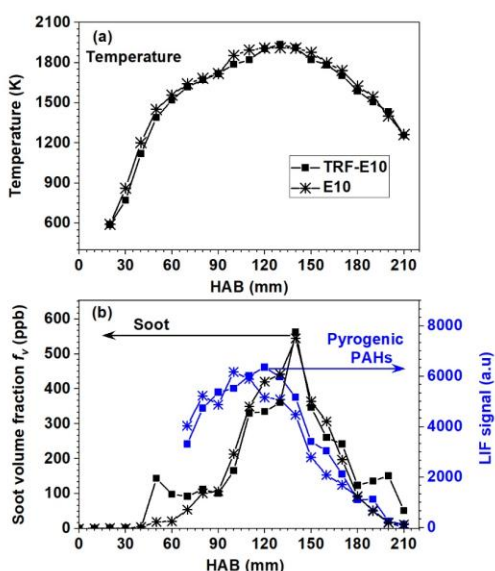 (a)
Temperature
Temperature (K)
2100
1800
1500
1200
900
600
TRF-E10
E10
0 30 60 90 120 150 180 210
HAB (mm)
(b)
Soot
Pyrogenic
PAHs
Soot volume fraction fv (ppb)
600
500
400
300
200
100
0
8000
6000
4000
2000
0
LIF signal (a.u)
0 30 60 90 120 150 180 210
HAB (mm)